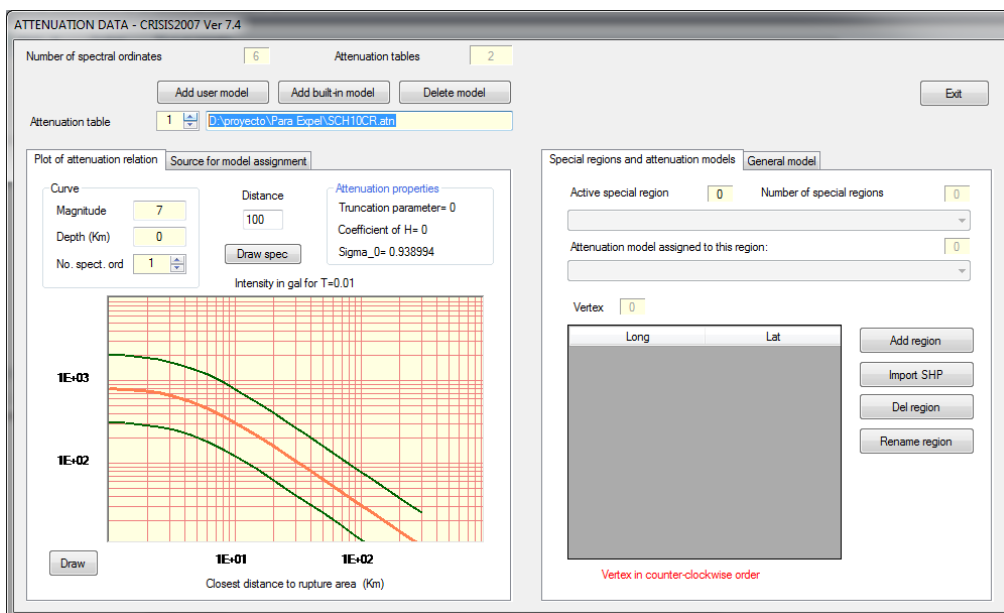 ATTENUATION DATA - CRISIS2007 Ver 7.4
Number of spectral ordinates 6 Attenuation tables 2
Add user model Add built-in model Delete model Exit
Attenuation table 1 D:\proyecto\Para Expel\SCH10CR.atn
Plot of attenuation relation Source for model assignment
Curve
Magnitude 7
Depth (Km) 0
No. spect. ord 1
Distance
100
Draw spec
Attenuation properties
Truncation parameter= 0
Coefficient of H= 0
Sigma_0= 0.938994
Intensity in gal for T=0.01
1E+03
1E+02
1E+01 1E+02
Draw
Closest distance to rupture area (Km)
Special regions and attenuation models General model
Active special region 0 Number of special regions 0
Attenuation model assigned to this region: 0
Vertex 0
Long Lat
Add region
Import SHP
Del region
Rename region
Vertex in counter-clockwise order